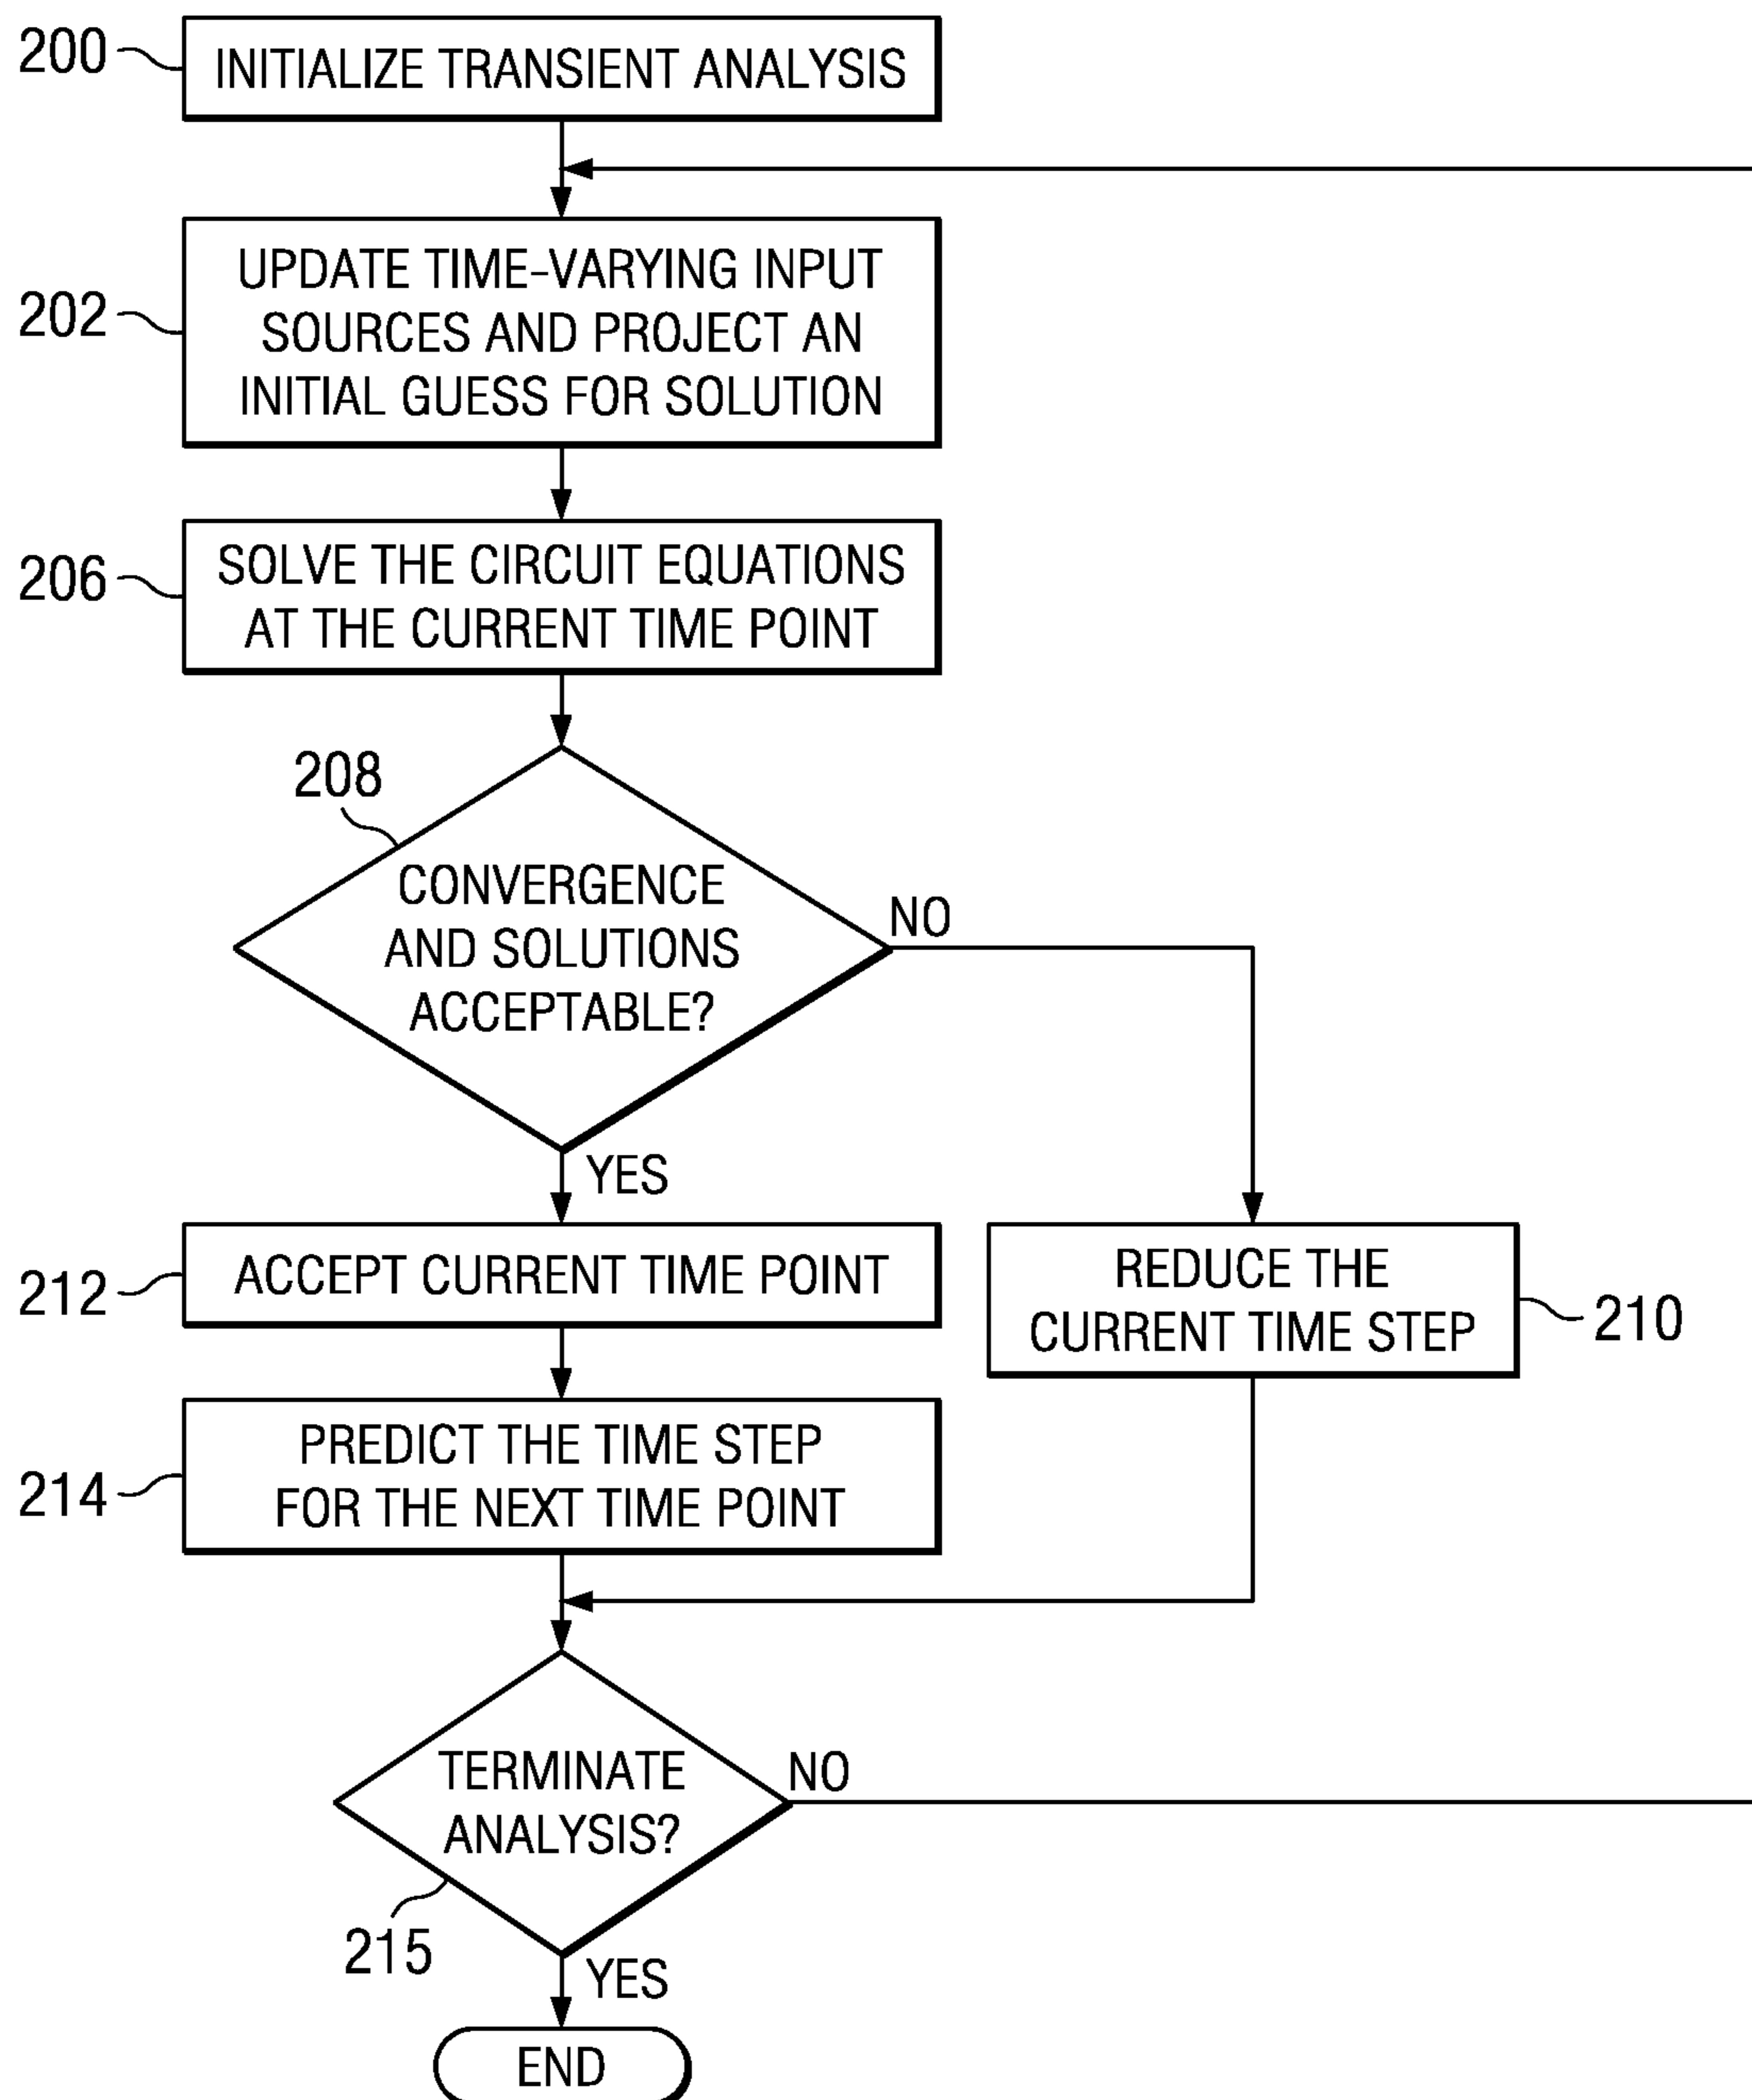 200
INITIALIZE TRANSIENT ANALYSIS
202
UPDATE TIME-VARYING INPUT
SOURCES AND PROJECT AN
INITIAL GUESS FOR SOLUTION
206
SOLVE THE CIRCUIT EQUATIONS
AT THE CURRENT TIME POINT
208
CONVERGENCE
AND SOLUTIONS
ACCEPTABLE?
NO
YES
212
ACCEPT CURRENT TIME POINT
REDUCE THE
CURRENT TIME STEP
210
214
PREDICT THE TIME STEP
FOR THE NEXT TIME POINT
TERMINATE
ANALYSIS?
NO
215
YES
END